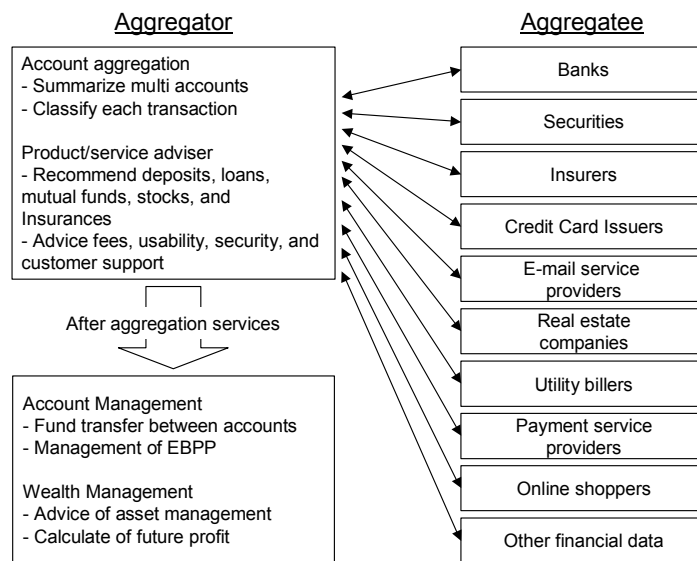 Aggregator
Account aggregation
- Summarize multi accounts
- Classify each transaction
Product/service adviser
- Recommend deposits, loans,
mutual funds, stocks, and
Insurances
- Advice fees, usability, security, and
customer support
After aggregation services
Account Management
- Fund transfer between accounts
- Management of EBPP
Wealth Management
- Advice of asset management
- Calculate of future profit
Aggregatee
Banks
Securities
Insurers
Credit Card Issuers
E-mail service
providers
Real estate
companies
Utility billers
Payment service
providers
Online shoppers
Other financial data